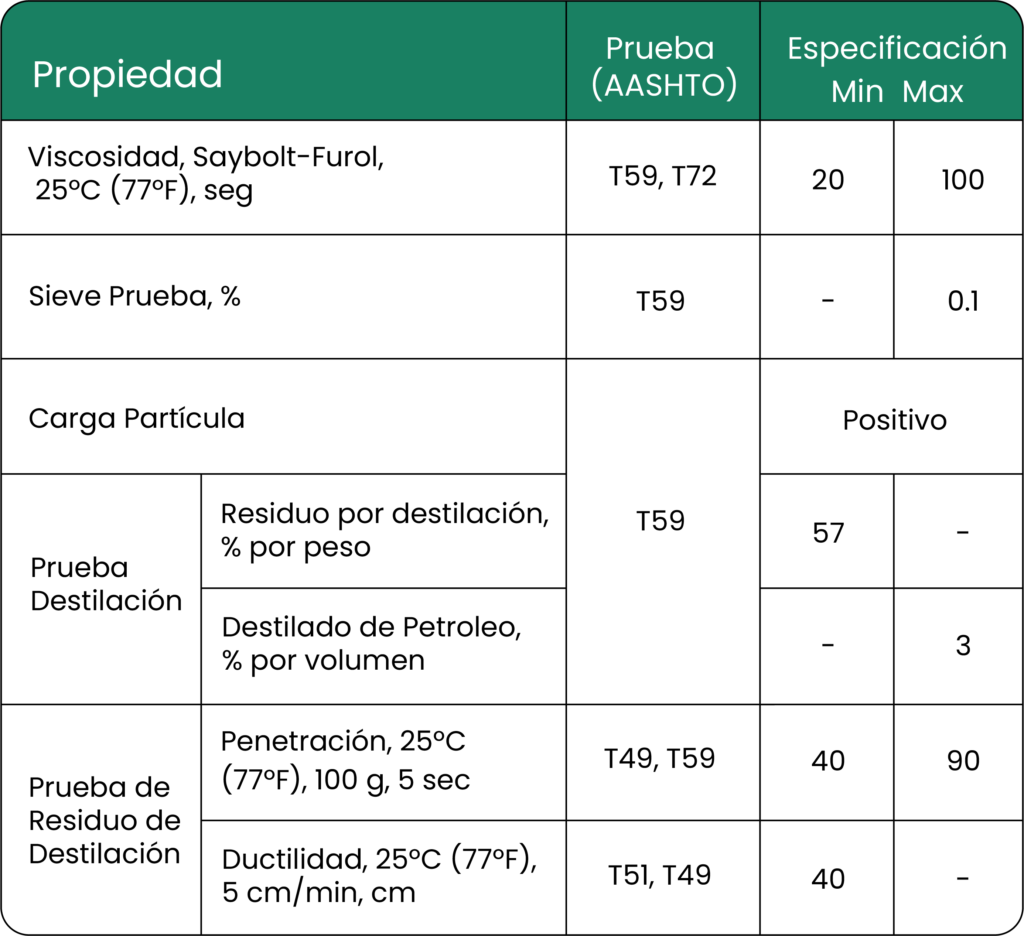 Propiedad
Prueba
(AASHTO)
Especificación
Min Max
Viscosidad, Saybolt-Furol,
25ºC (77ºF), seg
T59, T72
20
100
Sieve Prueba, %
T59
-
0.1
Carga Partícula
T59
Positivo
Prueba
Destilación
Residuo por destilación,
% por peso
57
-
Destilado de Petroleo,
% por volumen
-
3
Prueba de
Residuo de
Destilación
Penetración, 25ºC
(77ºF), 100 g, 5 sec
T49, T59
40
90
Ductilidad, 25ºC (77ºF),
5 cm/min, cm
T51, T49
40
-